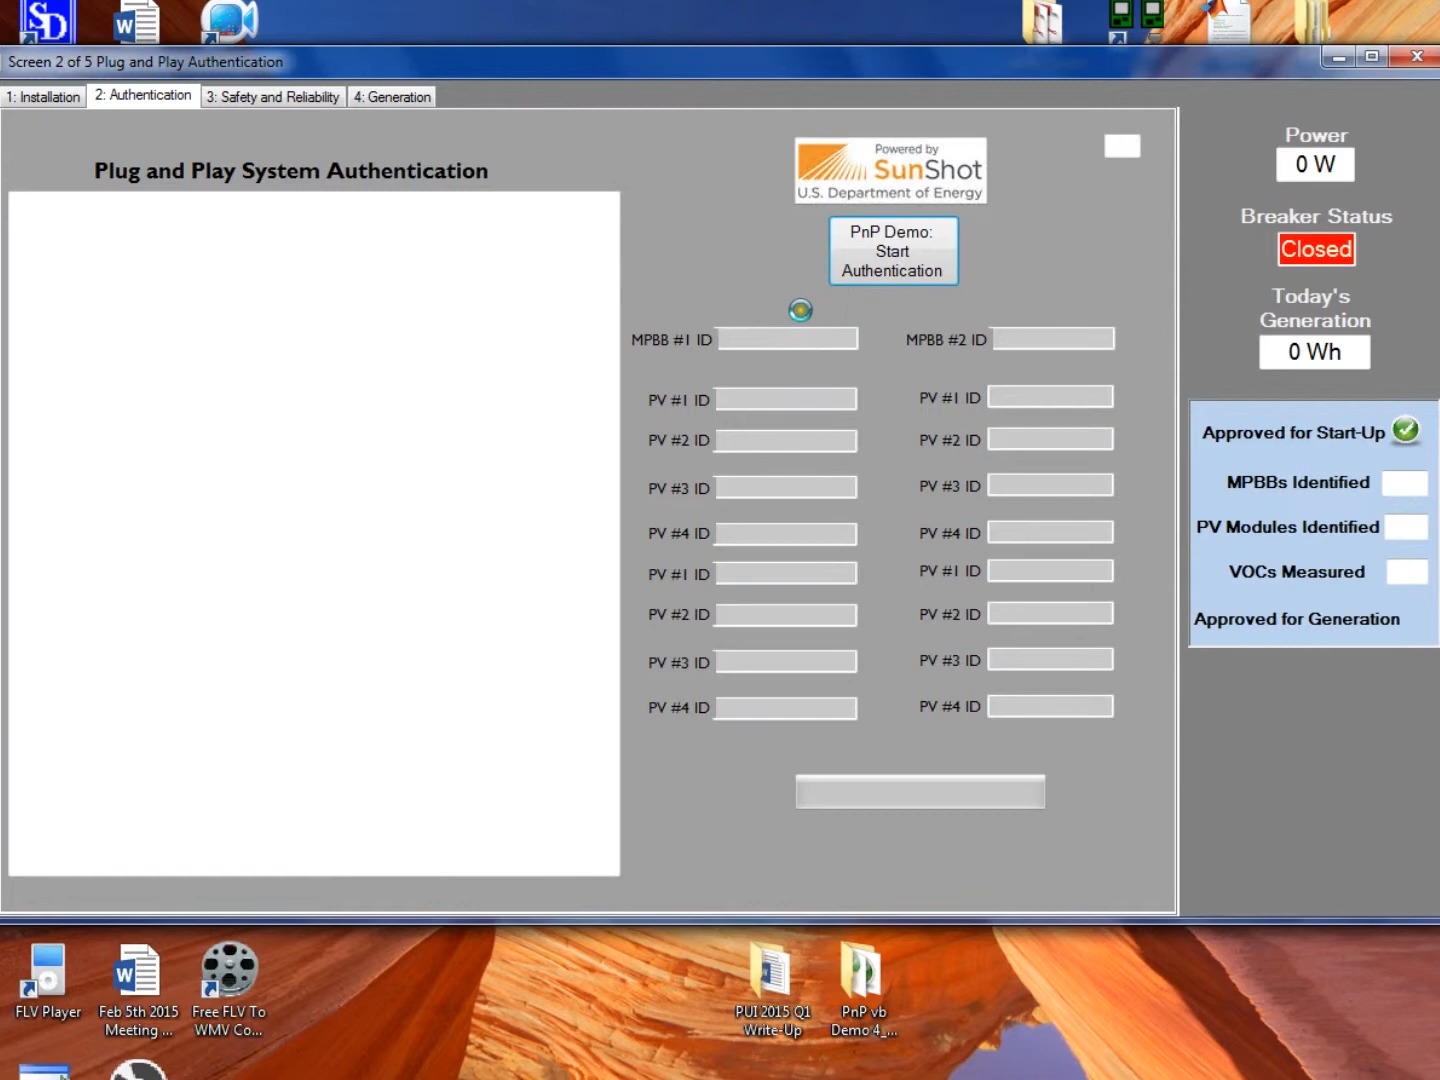 SD
W
Screen 2 of 5 Plug and Play Authentication
1: Installation
2: Authentication
3: Safety and Reliability
4: Generation
Plug and Play System Authentication
Powered by
SunShot
U.S. Department of Energy
PnP Demo:
Start
Authentication
MPBB #1 ID
MPBB #2 ID
PV #1 ID
PV #1 ID
PV #2 ID
PV #2 ID
PV #3 ID
PV #3 ID
PV #4 ID
PV #4 ID
PV #1 ID
PV #1 ID
PV #2 ID
PV #2 ID
PV #3 ID
PV #3 ID
PV #4 ID
PV #4 ID
Power
0 W
Breaker Status
Closed
Today's
Generation
0 Wh
Approved for Start-Up
MPBBs Identified
PV Modules Identified
VOCs Measured
Approved for Generation
W
FLV Player
Feb 5th 2015
Meeting ...
Free FLV To
WMV Co...
PUI 2015 Q1
Write-Up
PnP vb
Demo 4_...